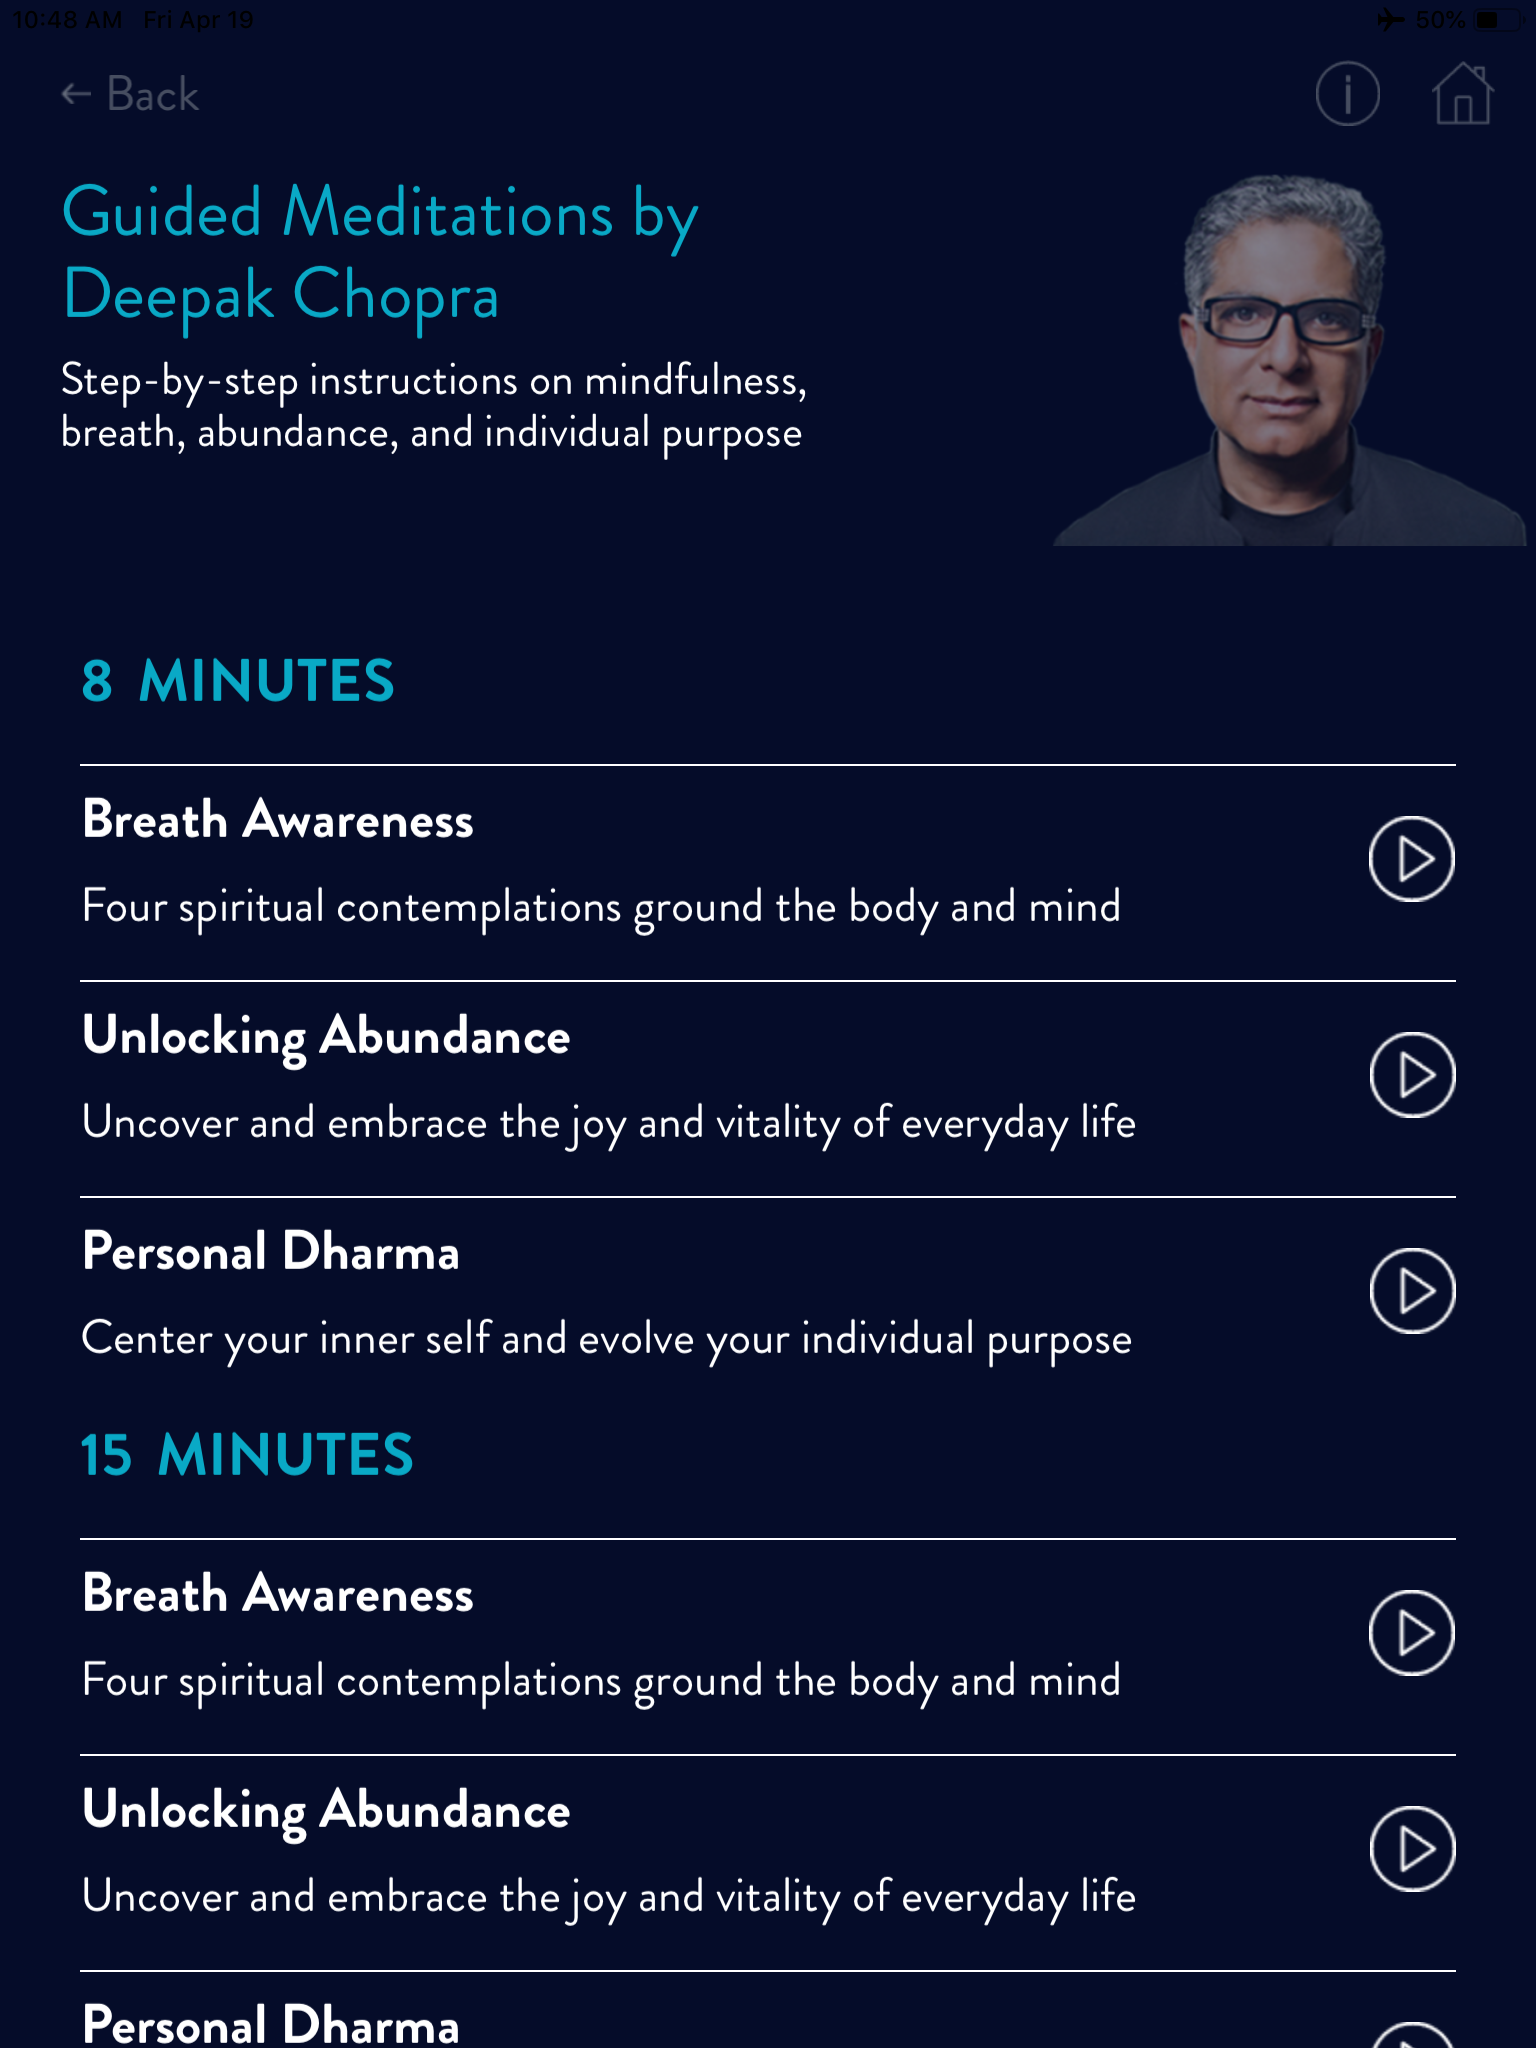 10:48 AM Fri Apr 19
50%
← Back
Guided Meditations by
Deepak Chopra
Step-by-step instructions on mindfulness,
breath, abundance, and individual purpose
8 MINUTES
Breath Awareness
Four spiritual contemplations ground the body and mind
Unlocking Abundance
Uncover and embrace the joy and vitality of everyday life
Personal Dharma
Center your inner self and evolve your individual purpose
15 MINUTES
Breath Awareness
Four spiritual contemplations ground the body and mind
Unlocking Abundance
Uncover and embrace the joy and vitality of everyday life
Personal Dharma